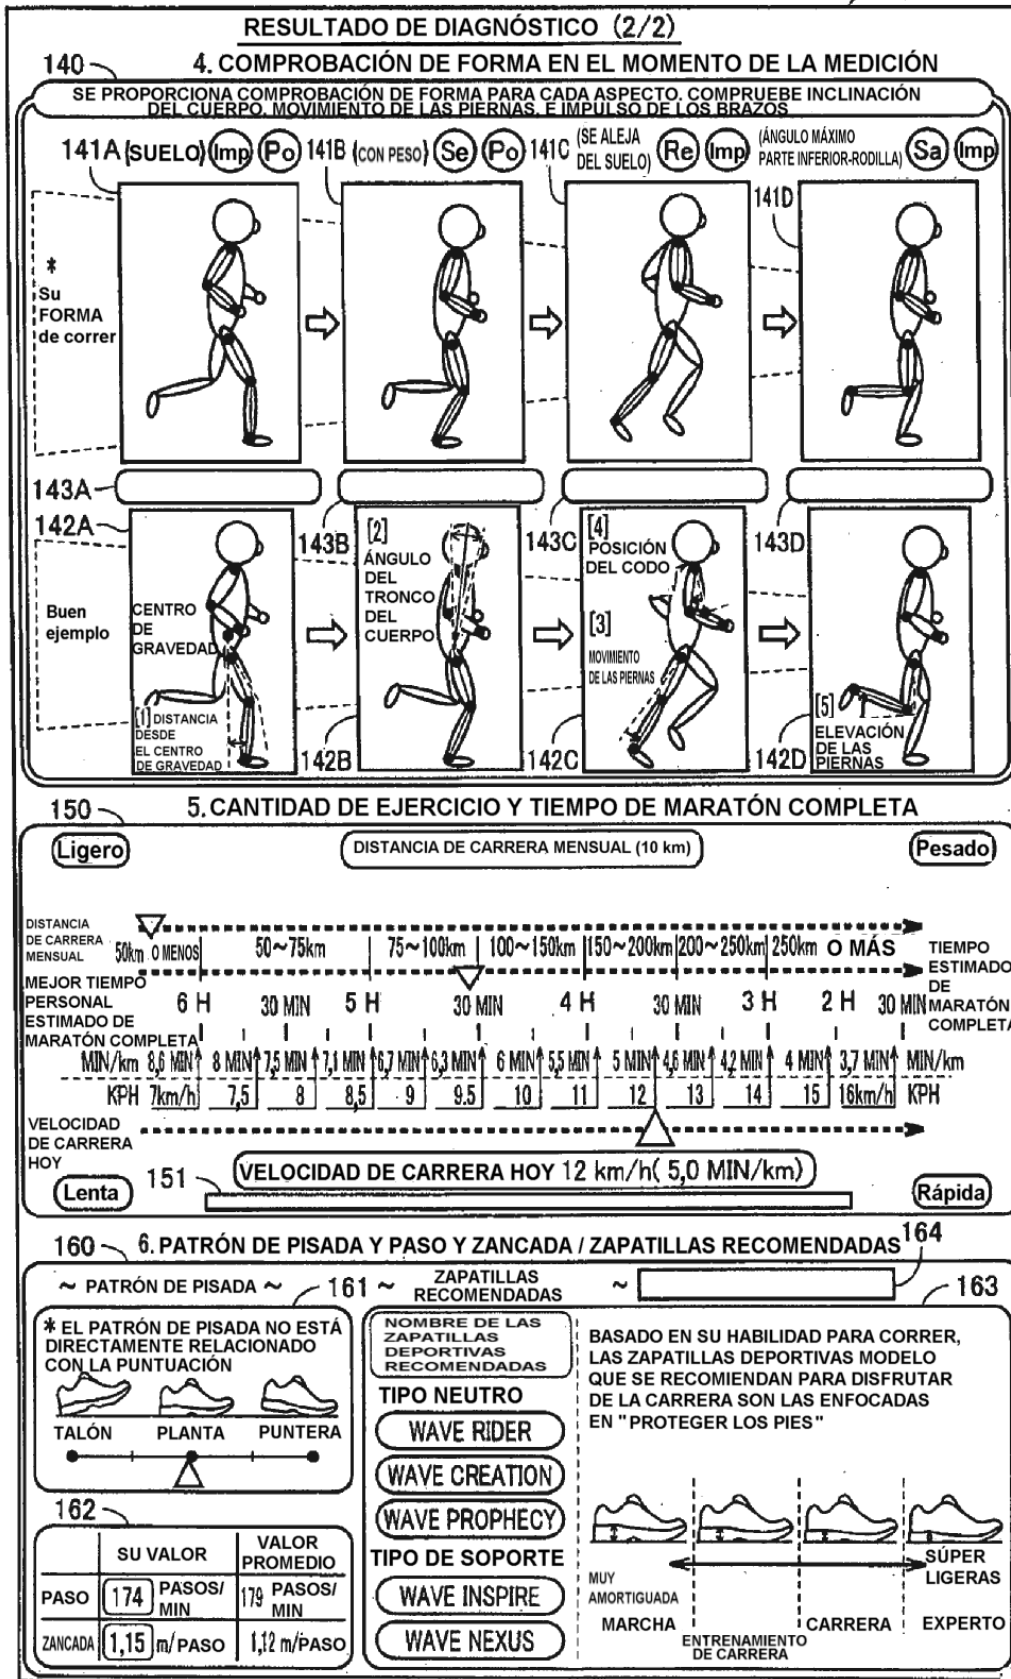 RESULTADO DE DIAGNÓSTICO (2/2)
140
4. COMPROBACIÓN DE FORMA EN EL MOMENTO DE LA MEDICIÓN
SE PROPORCIONA COMPROBACIÓN DE FORMA PARA CADA ASPECTO. COMPRUEBE INCLINACIÓN
DEL CUERPO, MOVIMIENTO DE LAS PIERNAS, E IMPULSO DE LOS BRAZOS
141A (SUELO) Imp Po
141B (CON PESO) Se Po
141C (SE ALEJA
DEL SUELO) Re Imp
(ÁNGULO MÁXIMO
PARTE INFERIOR-RODILLA) Sa Imp
141D
*
Su
FORMA
de correr
143A
142A
143B
143C
143D
Buen
ejemplo
CENTRO
DE
GRAVEDAD
[1] DISTANCIA
DESDE
EL CENTRO
DE GRAVEDAD
[2]
ÁNGULO
DEL
TRONCO
DEL
CUERPO
[4]
POSICIÓN
DEL CODO
[3]
MOVIMIENTO
DE LAS PIERNAS
[5]
ELEVACIÓN
DE LAS
PIERNAS
142B
142C
142D
150
5. CANTIDAD DE EJERCICIO Y TIEMPO DE MARATÓN COMPLETA
Ligero
DISTANCIA DE CARRERA MENSUAL (10 km)
Pesado
DISTANCIA
DE CARRERA
MENSUAL
50km O MENOS 50~75km 75~100km 100~150km 150~200km 200~250km 250km O MÁS
TIEMPO
ESTIMADO
DE
MARATÓN
COMPLETA
MEJOR TIEMPO
PERSONAL
ESTIMADO DE
MARATÓN COMPLETA
6 H 30 MIN 5 H 30 MIN 4 H 30 MIN 3 H 2 H 30 MIN
MIN/km 8,6 MIN 8 MIN 7,5 MIN 7,1 MIN 6,7 MIN 6,3 MIN 6 MIN 5,5 MIN 5 MIN 4,6 MIN 4,2 MIN 4 MIN 3,7 MIN MIN/km
KPH 7km/h 7,5 8 8,5 9 9.5 10 11 12 13 14 15 16km/h KPH
VELOCIDAD
DE CARRERA
HOY
151
VELOCIDAD DE CARRERA HOY 12 km/h( 5,0 MIN/km)
Lenta
Rápida
160
6. PATRÓN DE PISADA Y PASO Y ZANCADA / ZAPATILLAS RECOMENDADAS
164
~ PATRÓN DE PISADA ~
161
~ ZAPATILLAS
RECOMENDADAS ~
163
* EL PATRÓN DE PISADA NO ESTÁ
DIRECTAMENTE RELACIONADO
CON LA PUNTUACIÓN
TALÓN PLANTA PUNTERA
162
SU VALOR VALOR
PROMEDIO
PASO 174 PASOS/
MIN 179 PASOS/
MIN
ZANCADA 1,15 m/PASO 1,12 m/PASO
NOMBRE DE LAS
ZAPATILLAS
DEPORTIVAS
RECOMENDADAS
TIPO NEUTRO
WAVE RIDER
WAVE CREATION
WAVE PROPHECY
TIPO DE SOPORTE
WAVE INSPIRE
WAVE NEXUS
BASADO EN SU HABILIDAD PARA CORRER,
LAS ZAPATILLAS DEPORTIVAS MODELO
QUE SE RECOMIENDAN PARA DISFRUTAR
DE LA CARRERA SON LAS ENFOCADAS
EN "PROTEGER LOS PIES"
MUY
AMORTIGUADA
SÚPER
LIGERAS
MARCHA
ENTRENAMIENTO
DE CARRERA
CARRERA
EXPERTO